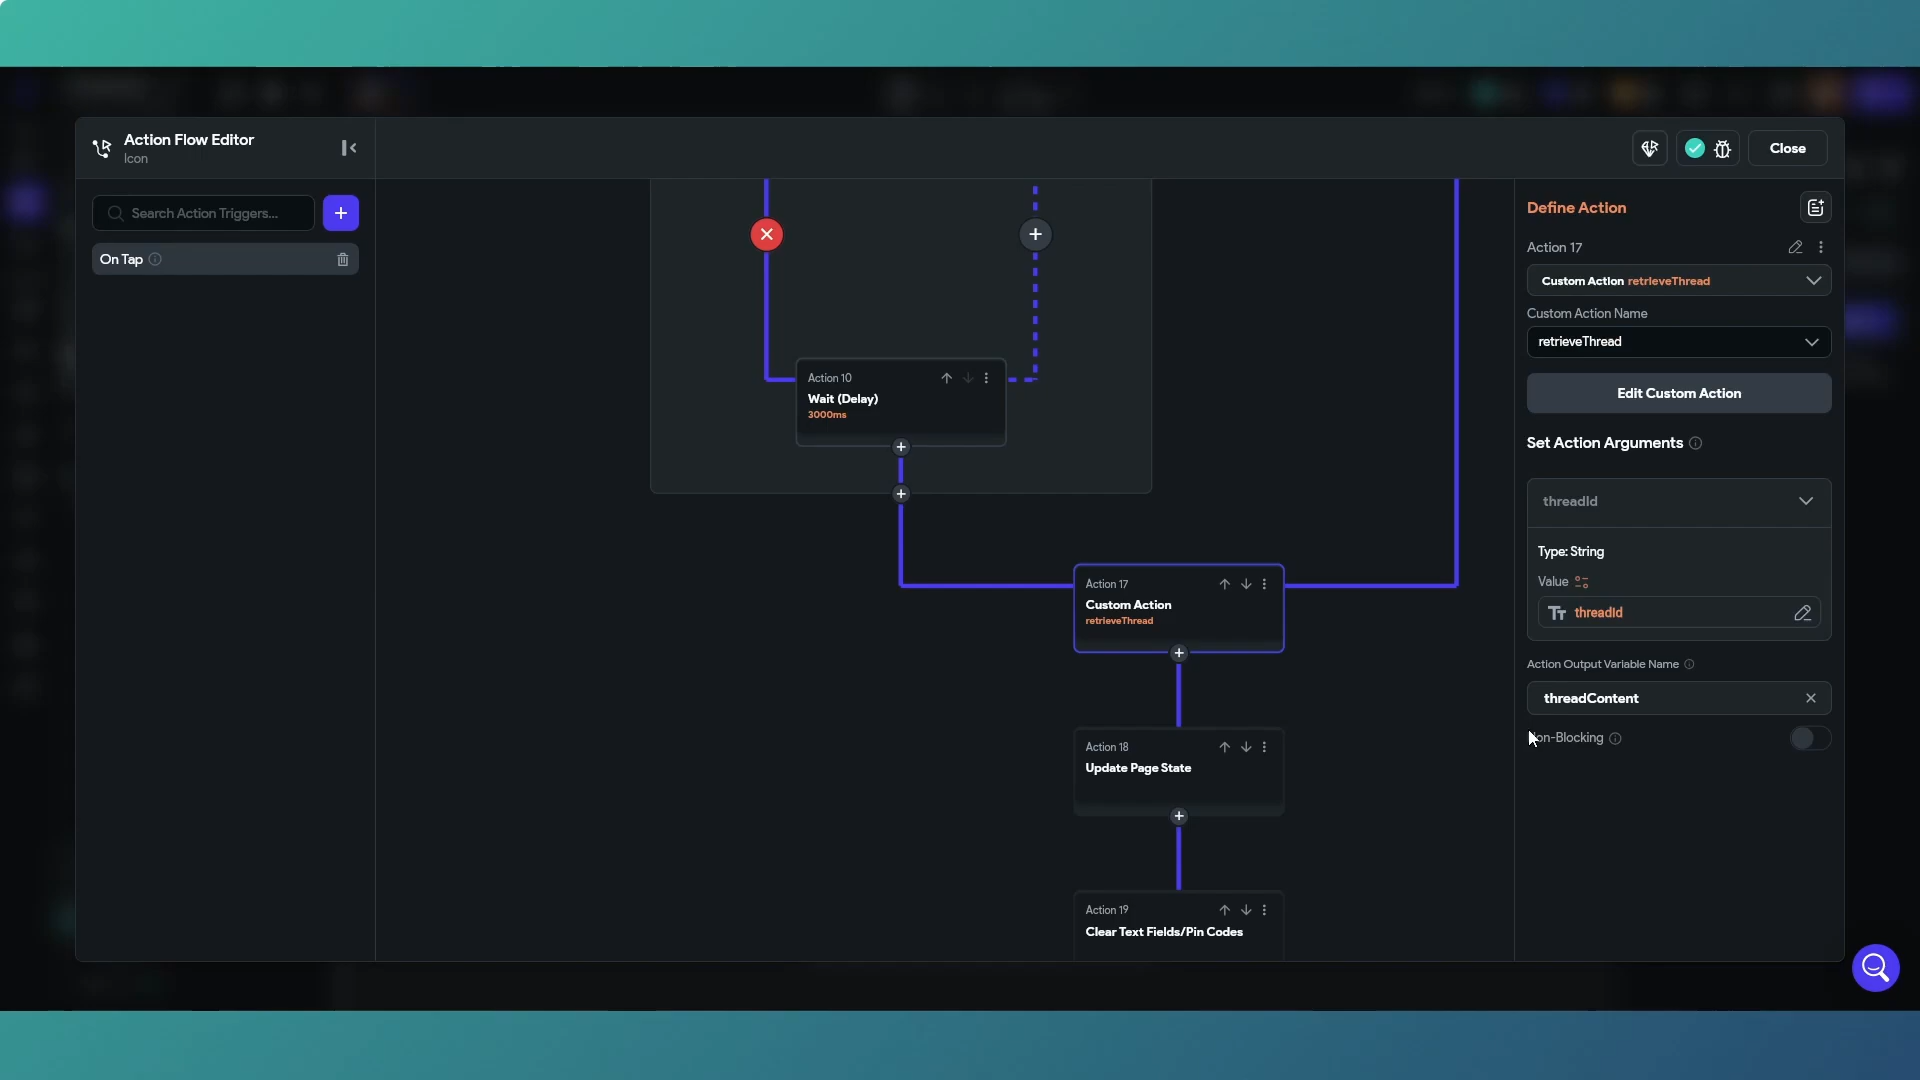 Action Flow Editor
Icon
Close
Search Action Triggers...
On Tap
Action 10
Wait (Delay)
3000ms
Action 17
Custom Action
retrieveThread
Action 18
Update Page State
Action 19
Clear Text Fields/Pin Codes
Define Action
Action 17
Custom Action retrieveThread
Custom Action Name
retrieveThread
Edit Custom Action
Set Action Arguments
threadId
Type: String
Value
threadId
Action Output Variable Name
threadContent
on-Blocking